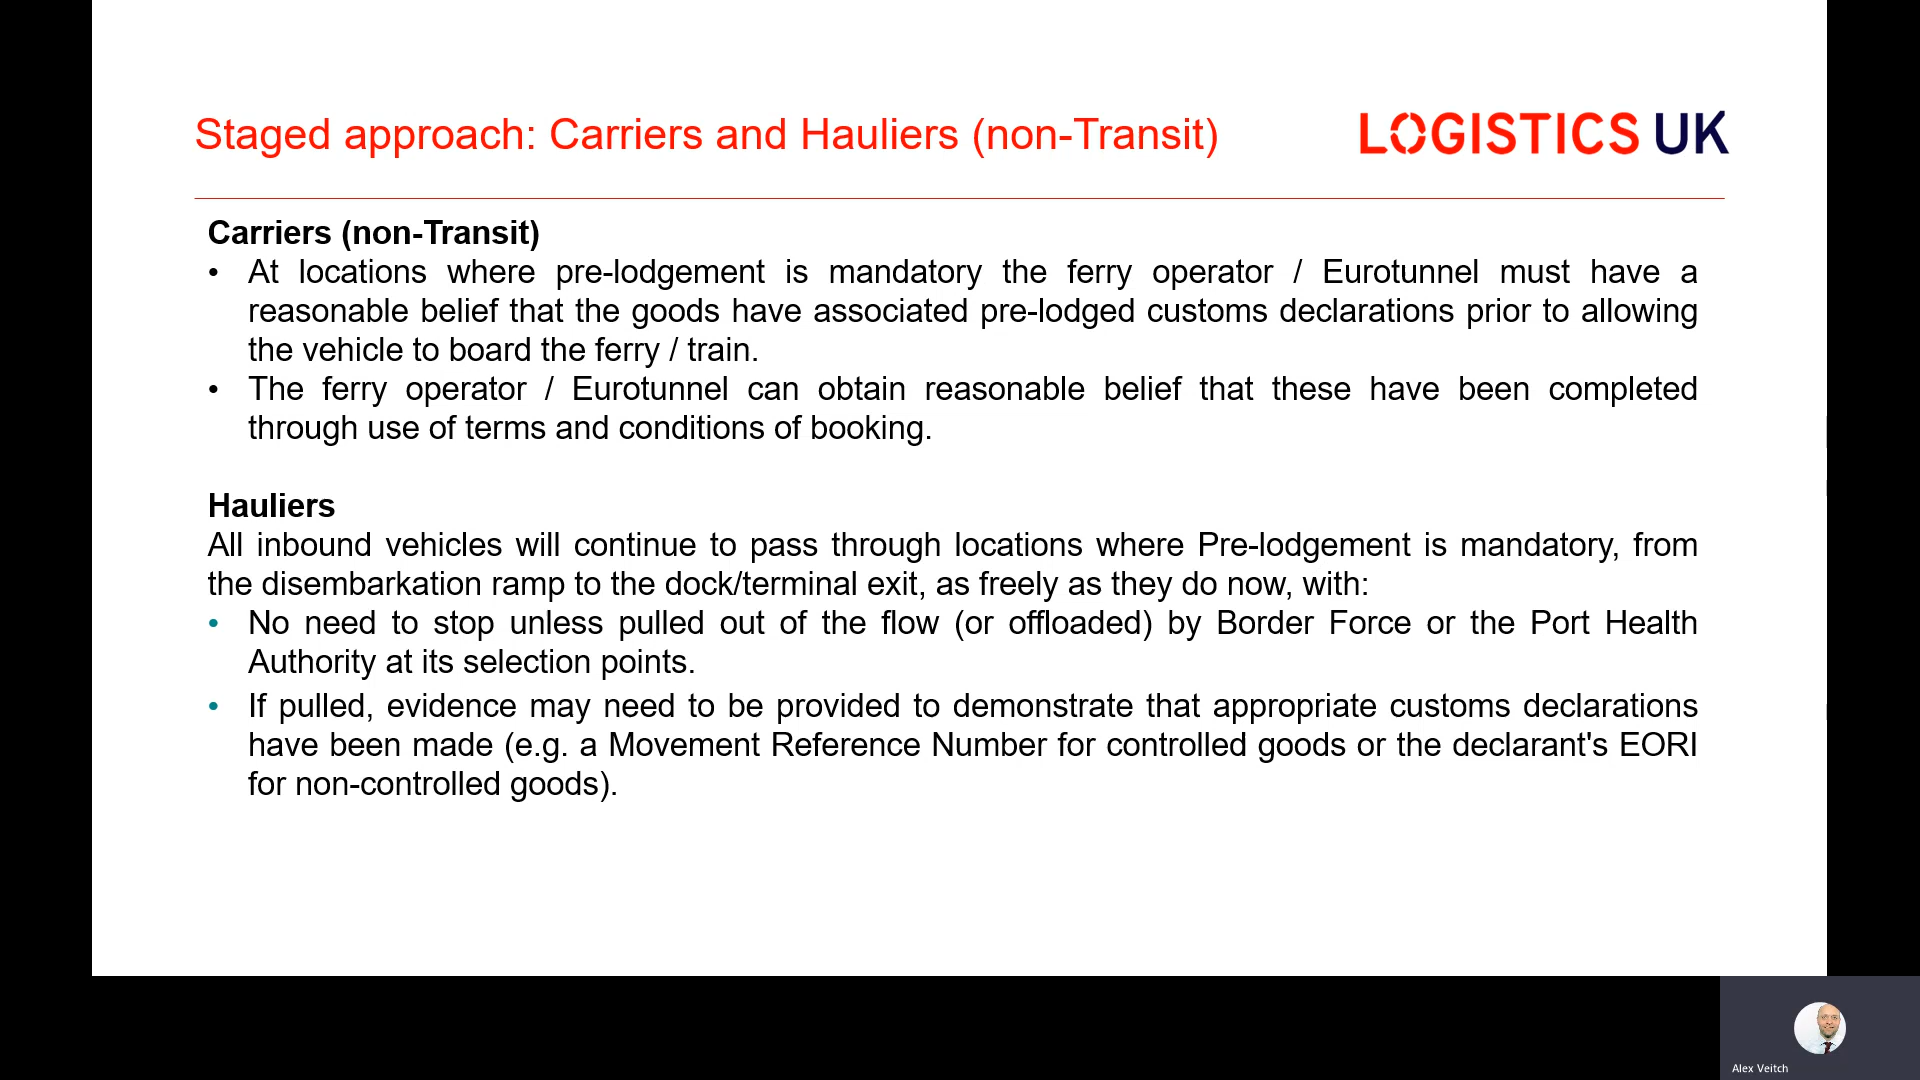 Staged approach: Carriers and Hauliers (non-Transit)
LOGISTICS UK
Carriers (non-Transit)
• At locations where pre-lodgement is mandatory the ferry operator / Eurotunnel must have a
reasonable belief that the goods have associated pre-lodged customs declarations prior to allowing
the vehicle to board the ferry / train.
• The ferry operator / Eurotunnel can obtain reasonable belief that these have been completed
through use of terms and conditions of booking.
Hauliers
All inbound vehicles will continue to pass through locations where Pre-lodgement is mandatory, from
the disembarkation ramp to the dock/terminal exit, as freely as they do now, with:
• No need to stop unless pulled out of the flow (or offloaded) by Border Force or the Port Health
Authority at its selection points.
• If pulled, evidence may need to be provided to demonstrate that appropriate customs declarations
have been made (e.g. a Movement Reference Number for controlled goods or the declarant's EORI
for non-controlled goods).
Alex Veitch